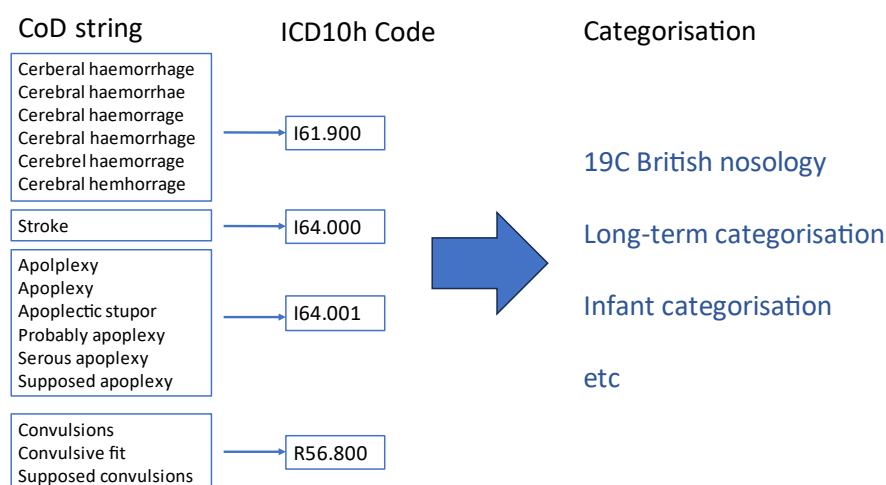 CoD string
ICD10h Code
Categorisation
Cerberal haemorrhage
Cerebral haemorrhae
Cerebral haemorrage
Cerebral haemorrhage
Cerebrel haemorrage
Cerebral hemhorrage
I61.900
Stroke
I64.000
Apolplexy
Apoplexy
Apoplectic stupor
Probably apoplexy
Serous apoplexy
Supposed apoplexy
I64.001
Convulsions
Convulsive fit
Supposed convulsions
R56.800
19C British nosology
Long-term categorisation
Infant categorisation
etc